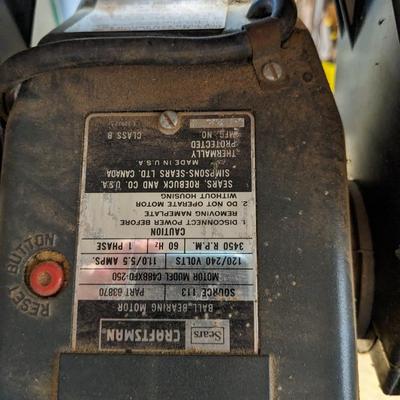 Sears CRAFTSMAN
BALL BEARING MOTOR
SOURCE 113 PART 63870
MOTOR MODEL C48XFD-250
120/240 VOLTS 11.0/5.5 AMPS.
3450 R.P.M. 60 Hz 1 PHASE
CAUTION
1. DISCONNECT POWER BEFORE
REMOVING NAMEPLATE
2. DO NOT OPERATE MOTOR
WITHOUT HOUSING
SEARS, ROEBUCK AND CO. U.S.A.
SIMPSONS-SEARS LTD. CANADA
MADE IN U.S.A.
THERMALLY
PROTECTED
MFG. NO. CLASS B
RESET BUTTON